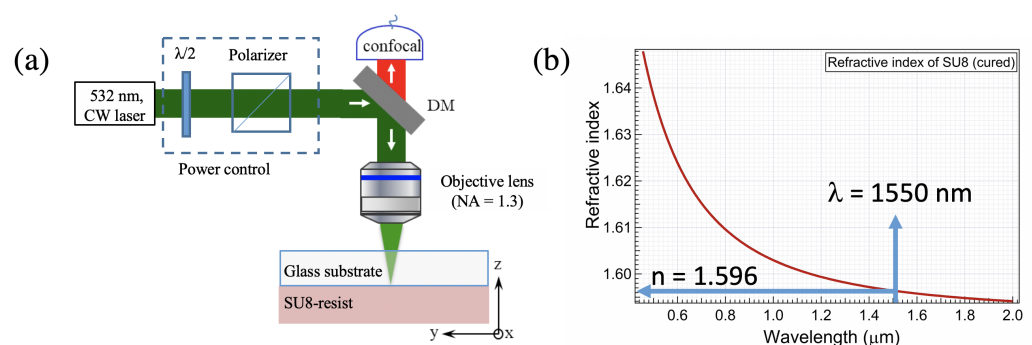 (a)
λ/2
Polarizer
confocal
532 nm,
CW laser
DM
Power control
Objective lens
(NA = 1.3)
Glass substrate
SU8-resist
z
y
x
(b)
Refractive index of SU8 (cured)
1.64
1.63
1.62
1.61
1.60
Refractive index
λ = 1550 nm
n = 1.596
0.6 0.8 1.0 1.2 1.4 1.6 1.8 2.0
Wavelength (μm)